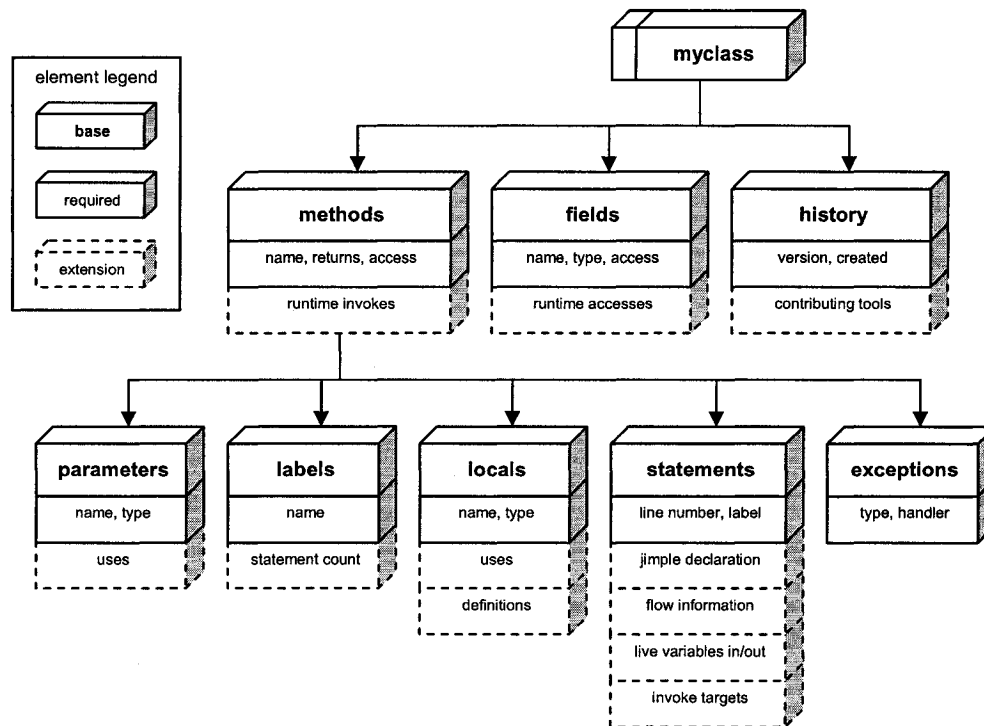 myclass
element legend
base
required
extension
methods
name, returns, access
runtime invokes
fields
name, type, access
runtime accesses
history
version, created
contributing tools
parameters
name, type
uses
labels
name
statement count
locals
name, type
uses
definitions
statements
line number, label
jimple declaration
flow information
live variables in/out
invoke targets
exceptions
type, handler